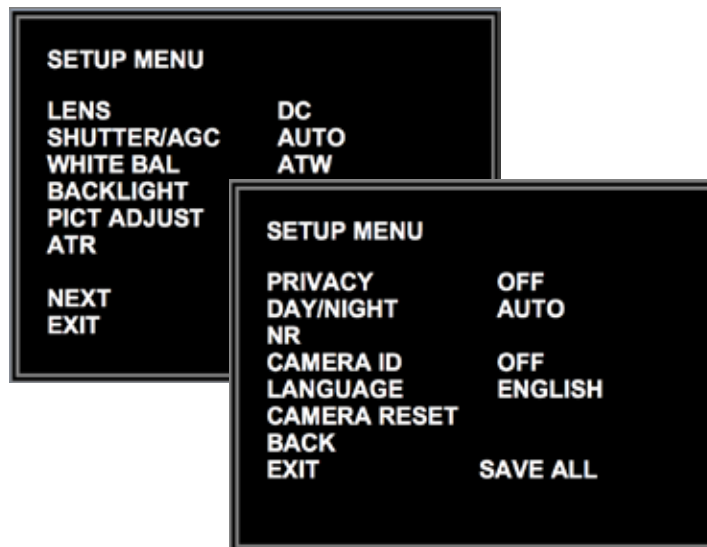 SETUP MENU
LENS DC
SHUTTER/AGC AUTO
WHITE BAL ATW
BACKLIGHT
PICT ADJUST
ATR
NEXT
EXIT
SETUP MENU
PRIVACY OFF
DAY/NIGHT AUTO
NR
CAMERA ID OFF
LANGUAGE ENGLISH
CAMERA RESET
BACK
EXIT SAVE ALL